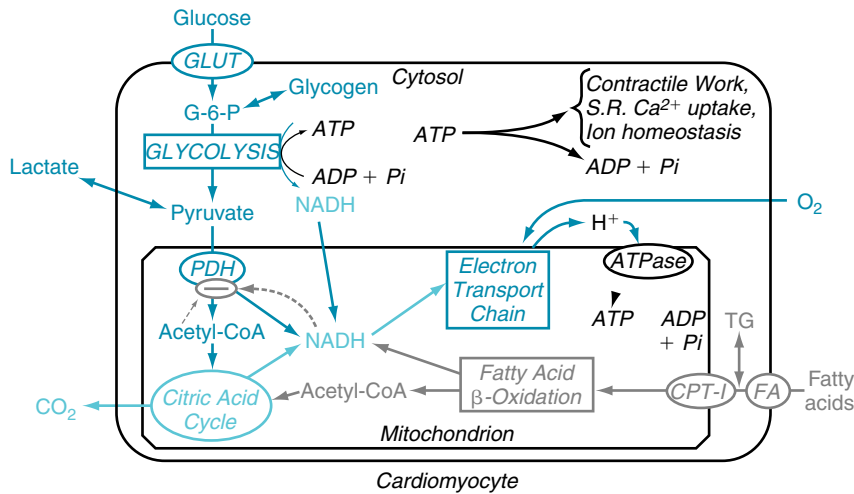 Glucose
GLUT
Cytosol
Glycogen
G-6-P
ATP
GLYCOLYSIS
ADP + Pi
NADH
ATP
Contractile Work,
S.R. Ca²⁺ uptake,
Ion homeostasis
ADP + Pi
Lactate
Pyruvate
O₂
H⁺
PDH
Electron
Transport
Chain
ATPase
ATP
ADP
+ Pi
TG
Acetyl-CoA
NADH
Citric Acid
Cycle
CO₂
Acetyl-CoA
Fatty Acid
β-Oxidation
CPT-I
FA
Fatty
acids
Mitochondrion
Cardiomyocyte